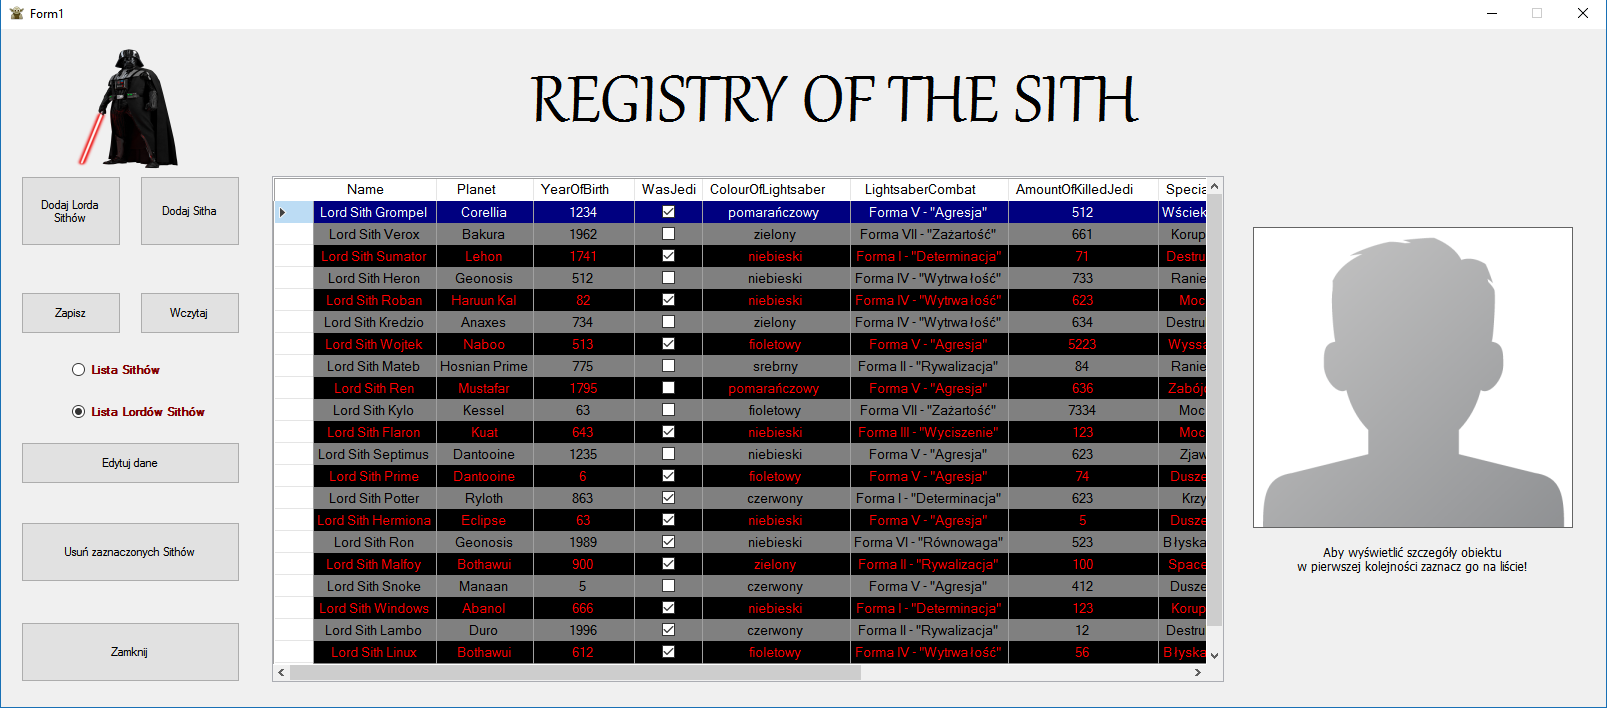 Form1
REGISTRY OF THE SITH
Dodaj Lorda
Sithów
Dodaj Sitha
Zapisz
Wczytaj
Lista Sithów
Lista Lordów Sithów
Edytuj dane
Usuń zaznaczonych Sithów
Zamknij
Name Planet YearOfBirth WasJedi ColourOfLightsaber LightsaberCombat AmountOfKilledJedi Specia
Lord Sith Grompel Corellia 1234 pomarańczowy Forma V - "Agresja" 512 Wściek
Lord Sith Verox Bakura 1962 zielony Forma VII - "Zażartość" 661 Korup
Lord Sith Sumator Lehon 1741 niebieski Forma I - "Determinacja" 71 Destru
Lord Sith Heron Geonosis 512 niebieski Forma IV - "Wytrwałość" 733 Ranie
Lord Sith Roban Haruun Kal 82 niebieski Forma IV - "Wytrwałość" 623 Moc
Lord Sith Kredzio Anaxes 734 zielony Forma IV - "Wytrwałość" 634 Destru
Lord Sith Wojtek Naboo 513 fioletowy Forma V - "Agresja" 5223 Wyssa
Lord Sith Mateb Hosnian Prime 775 srebrny Forma II - "Rywalizacja" 84 Ranie
Lord Sith Ren Mustafar 1795 pomarańczowy Forma V - "Agresja" 636 Zabój
Lord Sith Kylo Kessel 63 fioletowy Forma VII - "Zażartość" 7334 Moc
Lord Sith Flaron Kuat 643 niebieski Forma III - "Wyciszenie" 123 Moc
Lord Sith Septimus Dantooine 1235 niebieski Forma V - "Agresja" 623 Zjaw
Lord Sith Prime Dantooine 6 fioletowy Forma V - "Agresja" 74 Dusze
Lord Sith Potter Ryloth 863 czerwony Forma I - "Determinacja" 623 Krzy
Lord Sith Hermiona Eclipse 63 niebieski Forma V - "Agresja" 5 Dusze
Lord Sith Ron Geonosis 1989 niebieski Forma VI - "Równowaga" 523 Błyska
Lord Sith Malfoy Bothawui 900 zielony Forma II - "Rywalizacja" 100 Space
Lord Sith Snoke Manaan 5 czerwony Forma V - "Agresja" 412 Dusze
Lord Sith Windows Abanol 666 niebieski Forma I - "Determinacja" 123 Korup
Lord Sith Lambo Duro 1996 czerwony Forma II - "Rywalizacja" 12 Destru
Lord Sith Linux Bothawui 612 fioletowy Forma IV - "Wytrwałość" 56 Błyska
Aby wyświetlić szczegóły obiektu
w pierwszej kolejności zaznacz go na liście!